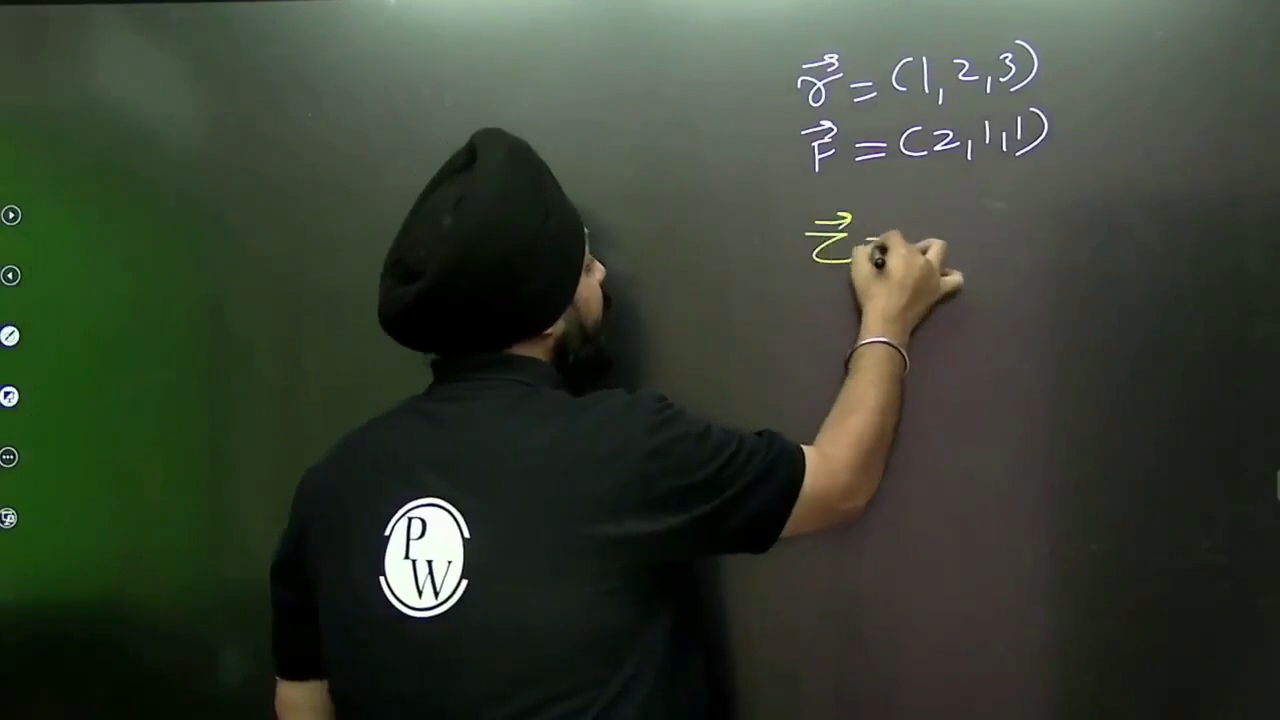 r⃗ = (1, 2, 3)
F⃗ = (2, 1, 1)
τ⃗ =
PW